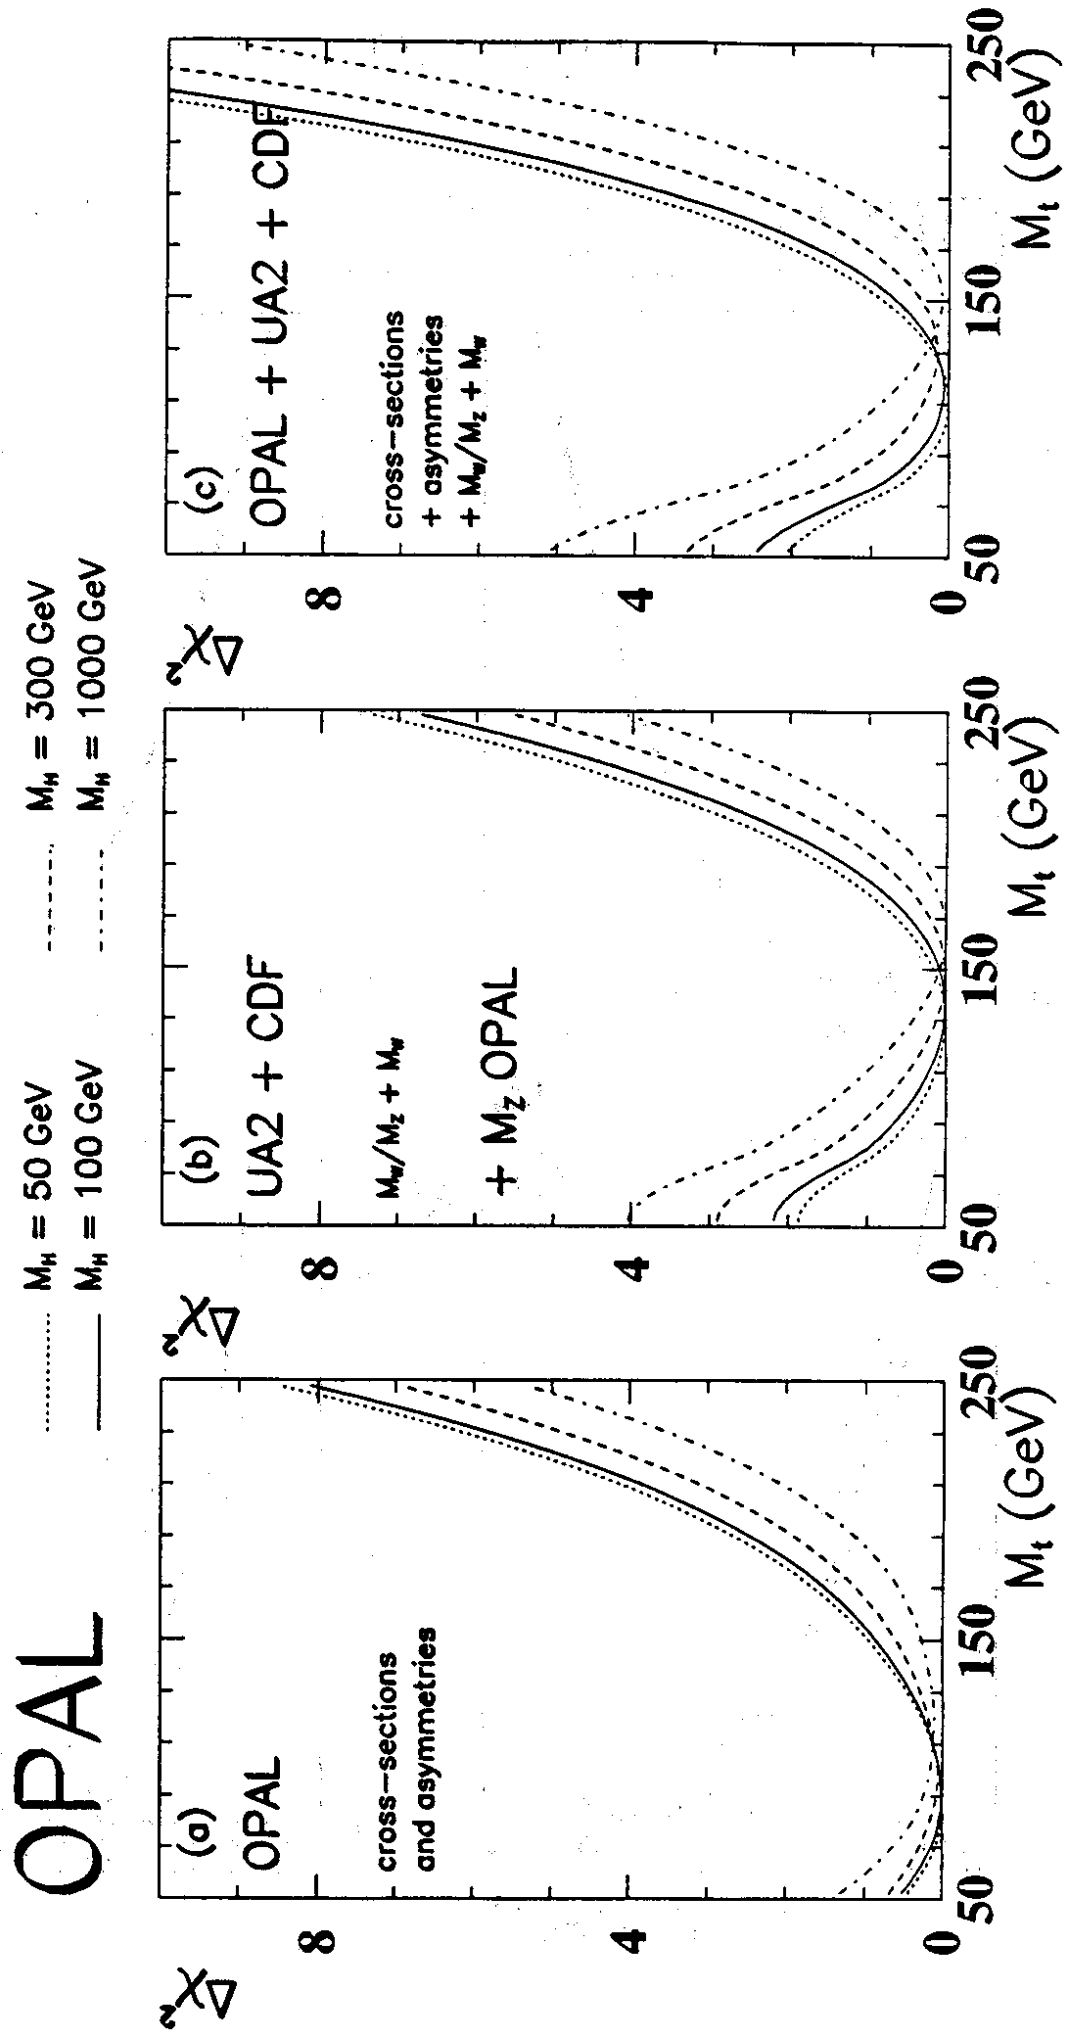 OPAL
M_H = 50 GeV
M_H = 100 GeV
M_H = 300 GeV
M_H = 1000 GeV
Δχ²
8
4
0
(a)
OPAL
cross-sections
and asymmetries
50
150
250
M_t (GeV)
Δχ²
8
4
0
(b)
UA2 + CDF
M_W/M_Z + M_W
+ M_Z OPAL
50
150
250
M_t (GeV)
Δχ²
8
4
0
(c)
OPAL + UA2 + CDF
cross-sections
+ asymmetries
+ M_W/M_Z + M_W
50
150
250
M_t (GeV)